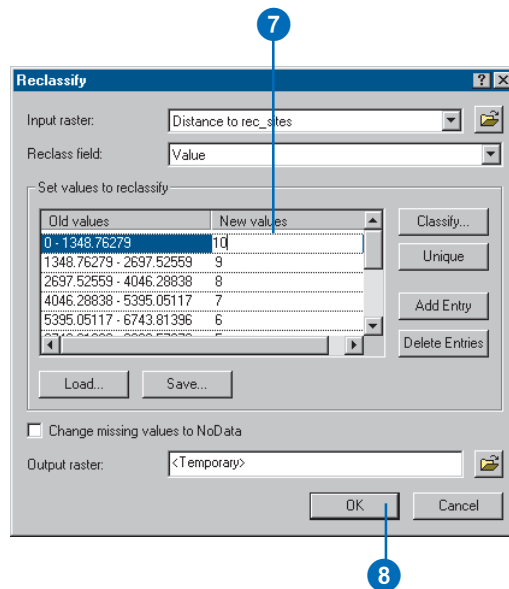 7
Reclassify
Input raster: Distance to rec_sites
Reclass field: Value
Set values to reclassify
Old values New values
0 - 1348.76279 10
1348.76279 - 2697.52559 9
2697.52559 - 4046.28838 8
4046.28838 - 5395.05117 7
5395.05117 - 6743.81396 6
Classify...
Unique
Add Entry
Delete Entries
Load... Save...
Change missing values to NoData
Output raster: <Temporary>
OK Cancel
8